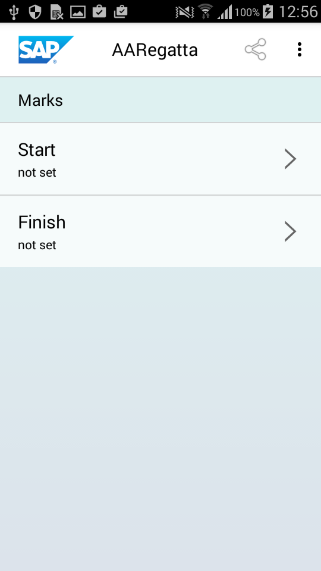 100% 12:56
SAP AARegatta
Marks
Start
not set
Finish
not set